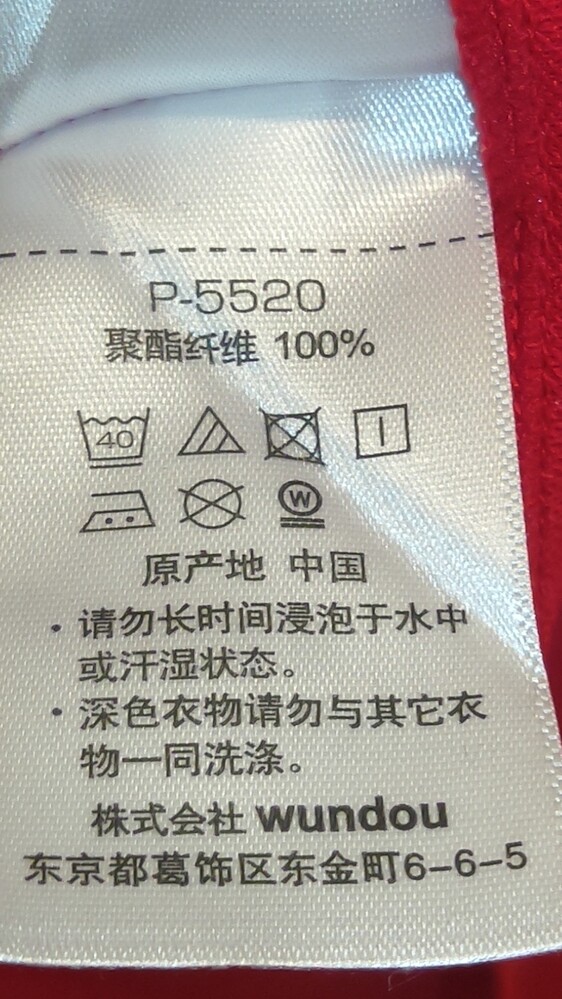 P-5520
聚酯纤维 100%
40
W
原产地 中国
・请勿长时间浸泡于水中
或汗湿状态。
・深色衣物请勿与其它衣
物一同洗涤。
株式会社 wundou
东京都葛饰区东金町6-6-5